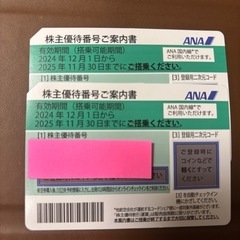 株主優待番号ご案内書 ANA
有効期間(搭乗可能期間)
2024年12月1日から
2025年11月30日までにご搭乗ください。
ANA国内線*で
ご利用いただけます。
[1] 株主優待番号
[3] 登録用二次元コード
株主優待番号ご案内書 ANA
有効期間(搭乗可能期間)
2024年12月1日から
2025年11月30日までにご搭乗ください。
ANA国内線*で
ご利用いただけます。
[3] 登録用二次元コード
ご登録時に
コインなどで
軽くこすって
ください